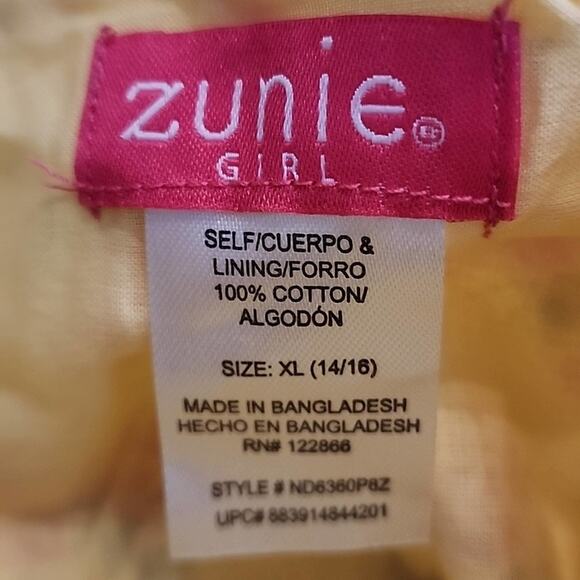 zunie®
GIRL
SELF/CUERPO &
LINING/FORRO
100% COTTON/
ALGODÓN
SIZE: XL (14/16)
MADE IN BANGLADESH
HECHO EN BANGLADESH
RN# 122866
STYLE # ND6360P8Z
UPC# 883914844201